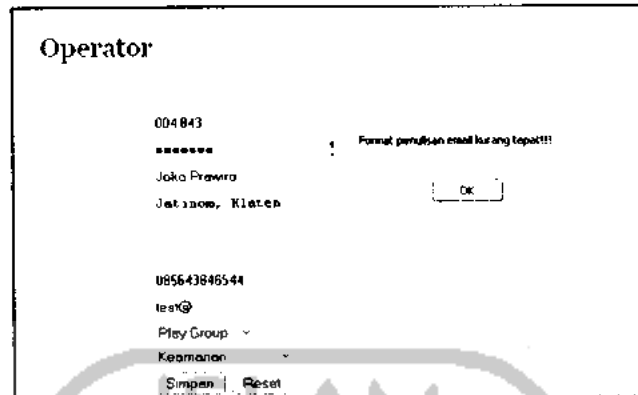 Operator
004843
*******
! Format penulisan email kurang tepat!!!
Joko Prawiro
OK
Jatinom, Klaten
085643846544
test@
Play Group
Keamanan
Simpan Reset